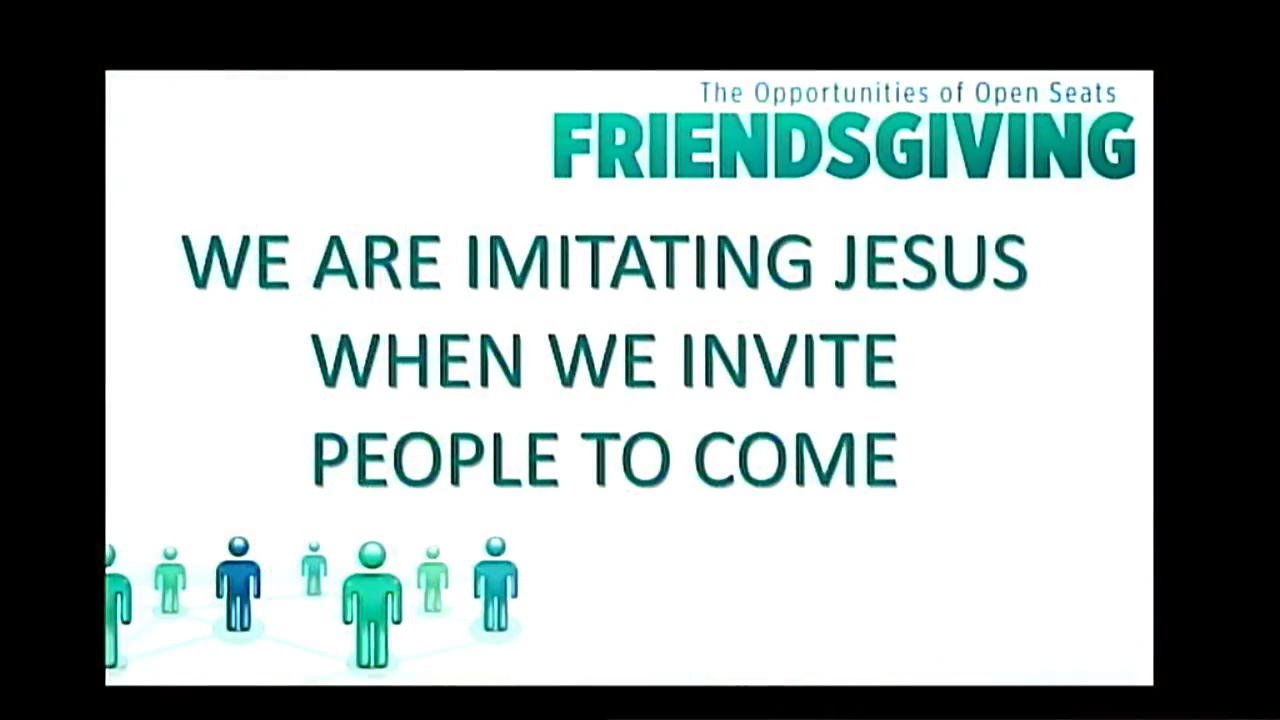 The Opportunities of Open Seats
FRIENDSGIVING
WE ARE IMITATING JESUS
WHEN WE INVITE
PEOPLE TO COME